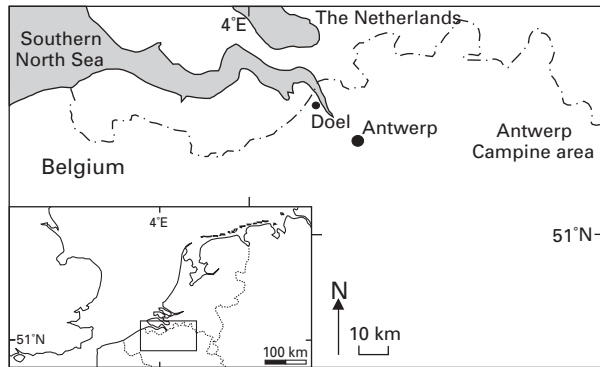 4°E
The Netherlands
Southern
North Sea
Doel
Antwerp
Antwerp
Campine area
Belgium
4°E
51°N
N
51°N
10 km
100 km